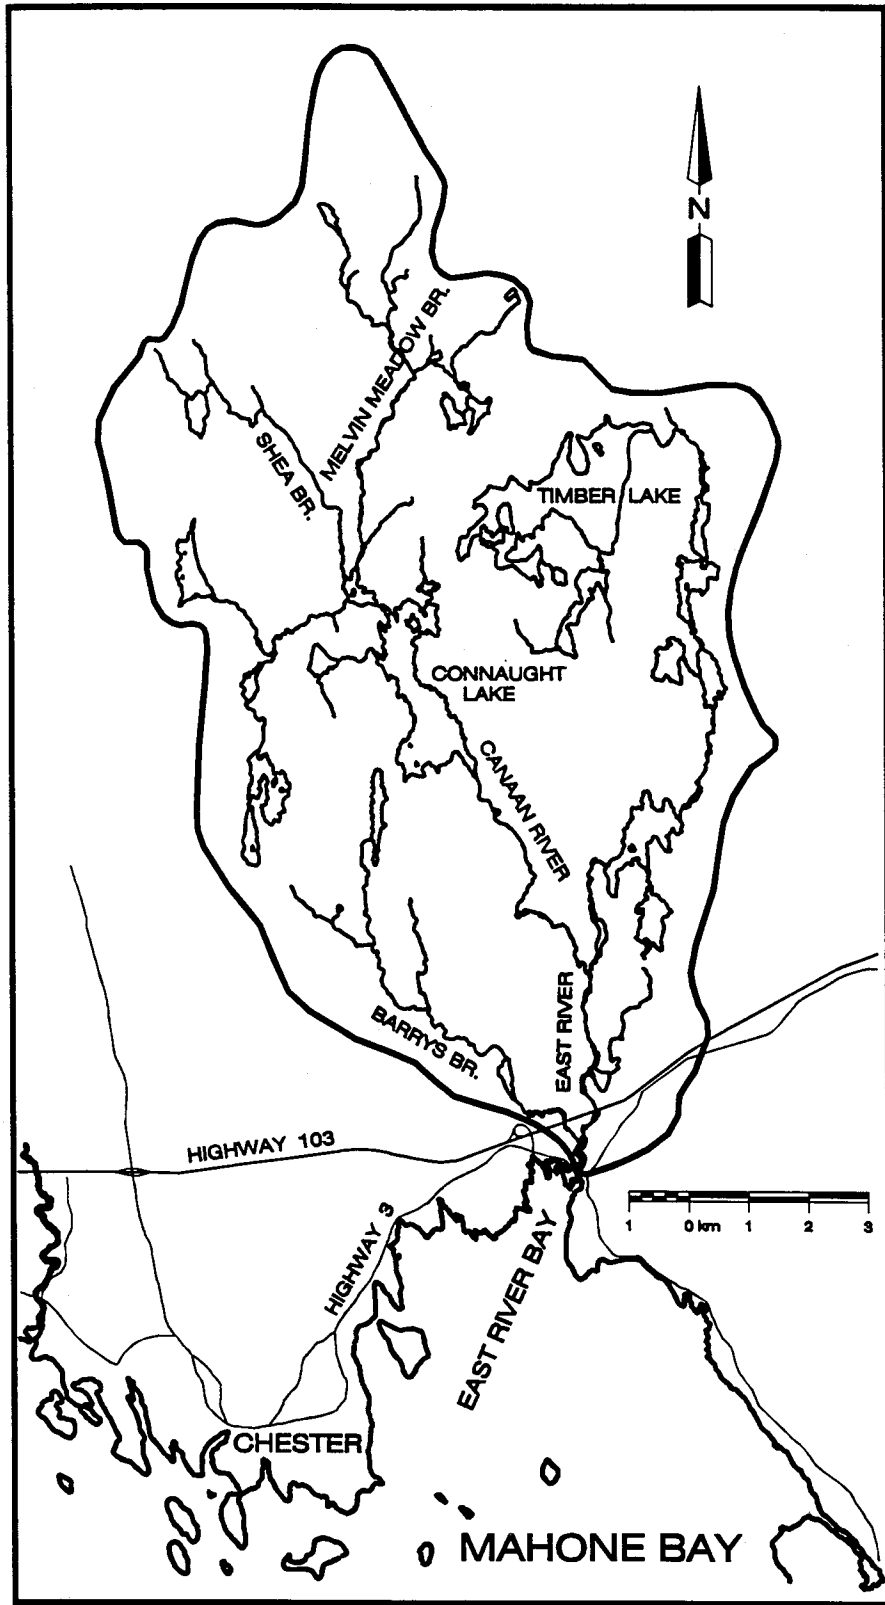 N
MELVIN MEADOW BR.
SHEA BR.
TIMBER LAKE
CONNAUGHT
LAKE
CANAAN RIVER
EAST RIVER
BARRYS BR.
HIGHWAY 103
1 0 km 1 2 3
HIGHWAY 3
EAST RIVER BAY
CHESTER
MAHONE BAY